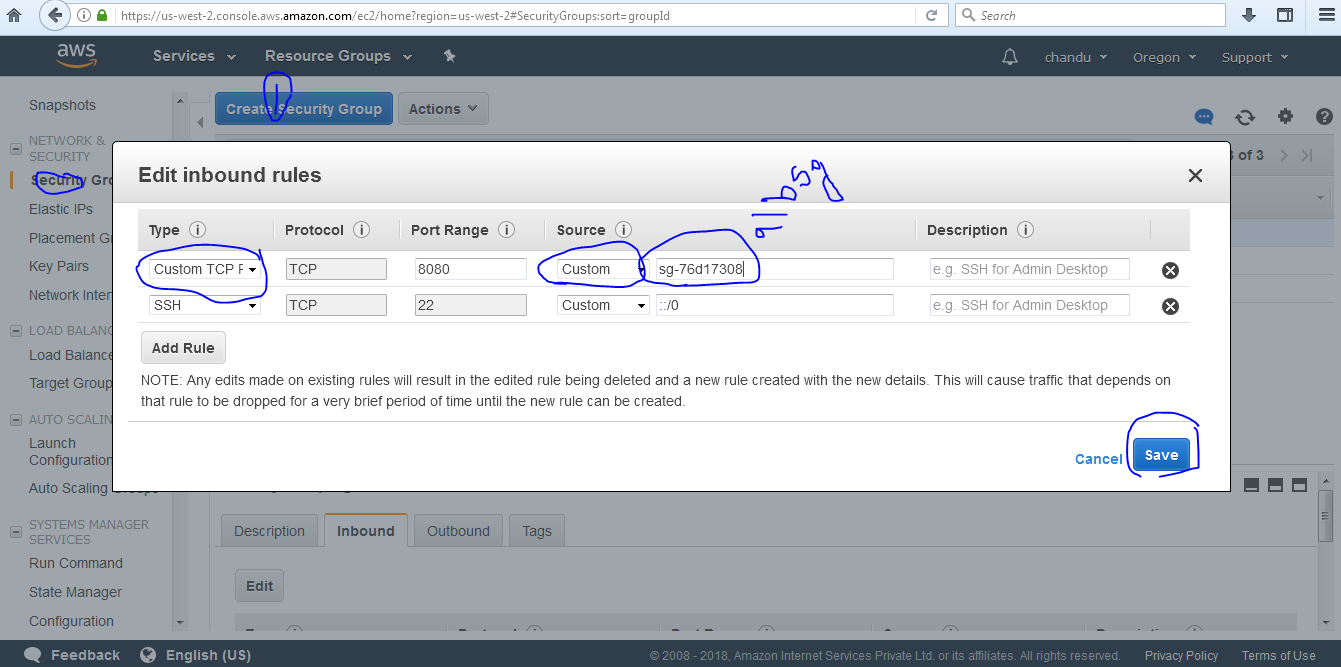 https://us-west-2.console.aws.amazon.com/ec2/home?region=us-west-2#SecurityGroups:sort=groupId
Search
aws
Services
Resource Groups
chandu
Oregon
Support
Snapshots
Create Security Group
Actions
NETWORK &
SECURITY
of 3
Security Gro
Elastic IPs
Placement Gr
Key Pairs
Network Inter
LOAD BALANC
Load Balance
Target Group
AUTO SCALIN
Launch
Configuration
Auto Scaling Groups
SYSTEMS MANAGER
SERVICES
Run Command
State Manager
Configuration
Edit inbound rules
Type i Protocol i Port Range i Source i Description i
Custom TCP F TCP 8080 Custom sg-76d17308 e.g. SSH for Admin Desktop
SSH TCP 22 Custom ::/0 e.g. SSH for Admin Desktop
Add Rule
NOTE: Any edits made on existing rules will result in the edited rule being deleted and a new rule created with the new details. This will cause traffic that depends on
that rule to be dropped for a very brief period of time until the new rule can be created.
Cancel Save
Description Inbound Outbound Tags
Edit
Feedback
English (US)
© 2008 - 2018, Amazon Internet Services Private Ltd. or its affiliates. All rights reserved.
Privacy Policy
Terms of Use